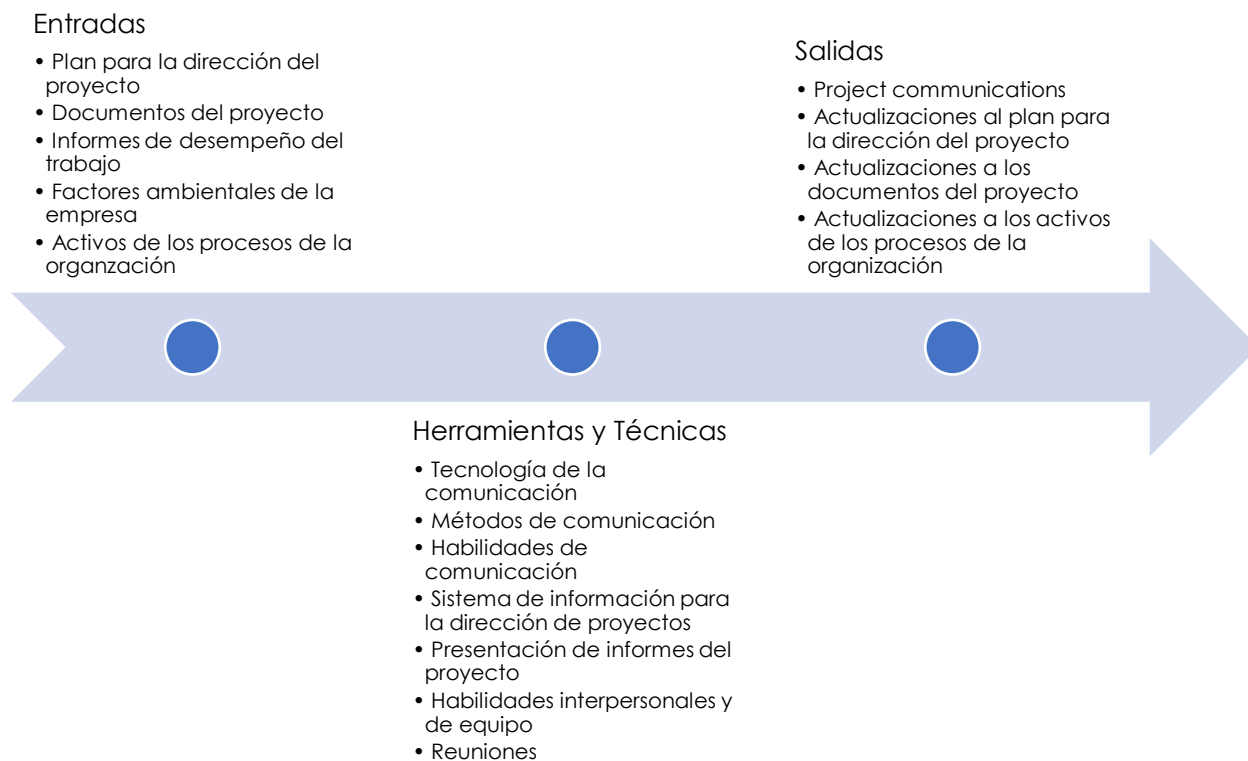 Entradas
• Plan para la dirección del
proyecto
• Documentos del proyecto
• Informes de desempeño del
trabajo
• Factores ambientales de la
empresa
• Activos de los procesos de la
organzación
Salidas
• Project communications
• Actualizaciones al plan para
la dirección del proyecto
• Actualizaciones a los
documentos del proyecto
• Actualizaciones a los activos
de los procesos de la
organización
Herramientas y Técnicas
• Tecnología de la
comunicación
• Métodos de comunicación
• Habilidades de
comunicación
• Sistema de información para
la dirección de proyectos
• Presentación de informes del
proyecto
• Habilidades interpersonales y
de equipo
• Reuniones